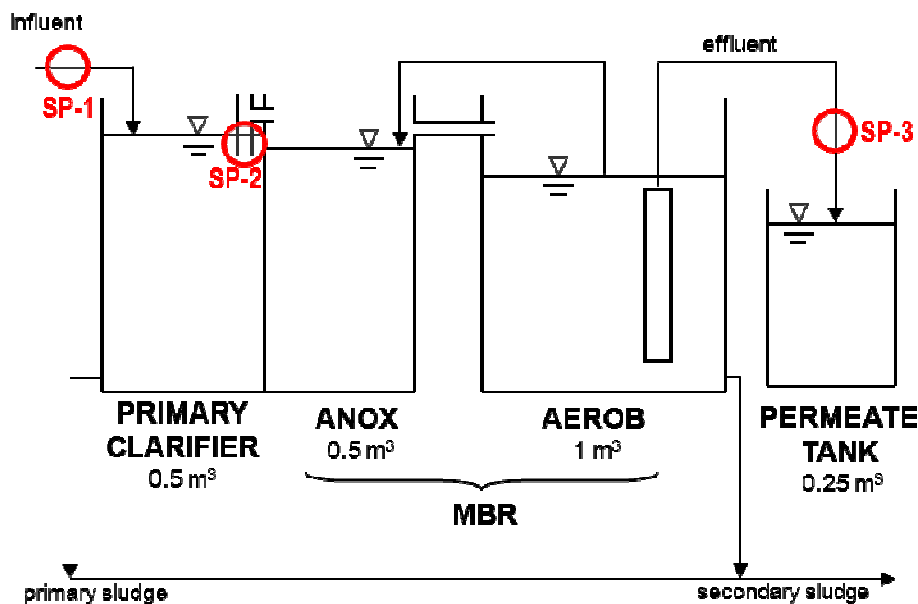 influent
effluent
SP-1
TF
SP-2
SP-3
PRIMARY
CLARIFIER
0.5 m³
ANOX
0.5 m³
AEROB
1 m³
PERMEATE
TANK
0.25 m³
MBR
primary sludge
secondary sludge